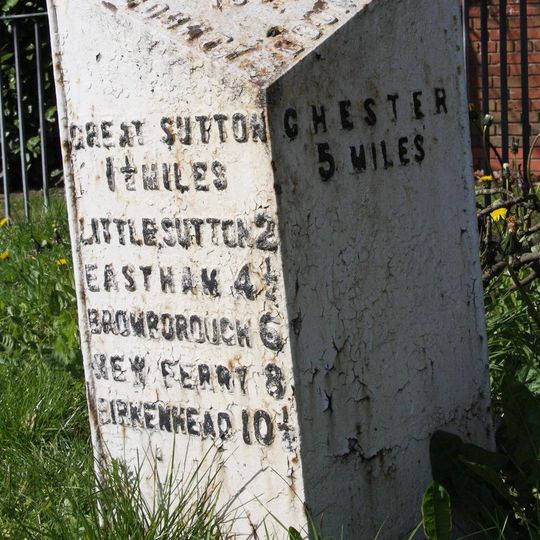 GREAT SUTTON
1½ MILES
LITTLE SUTTON 2
EASTHAM 4½
BROMBOROUGH 6
NEW FERRY 8
BIRKENHEAD 10¼
CHESTER
5 MILES